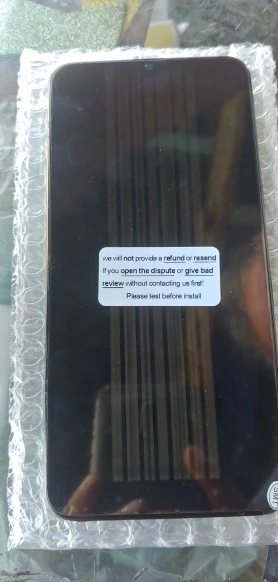 we will not provide a refund or resend
If you open the dispute or give bad
review without contacting us first!
Please test before install